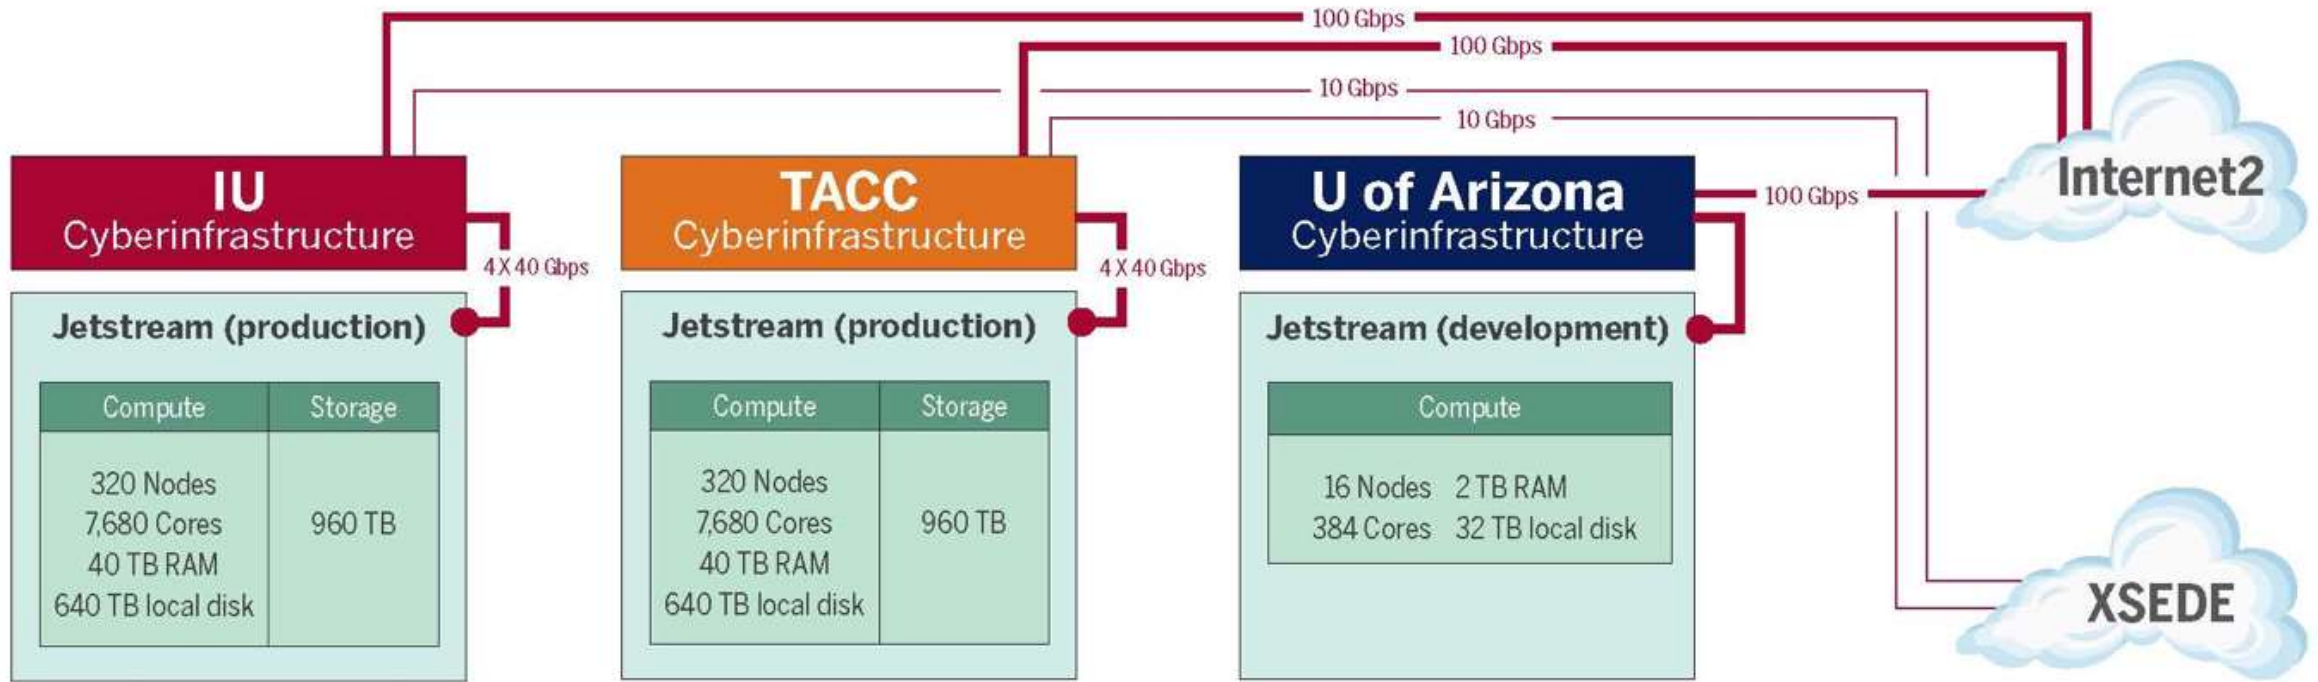 100 Gbps
100 Gbps
10 Gbps
10 Gbps
IU
Cyberinfrastructure
4 X 40 Gbps
TACC
Cyberinfrastructure
4 X 40 Gbps
U of Arizona
Cyberinfrastructure
100 Gbps
Internet2
Jetstream (production)
Compute Storage
320 Nodes
7,680 Cores
40 TB RAM
640 TB local disk
960 TB
Jetstream (production)
Compute Storage
320 Nodes
7,680 Cores
40 TB RAM
640 TB local disk
960 TB
Jetstream (development)
Compute
16 Nodes 2 TB RAM
384 Cores 32 TB local disk
XSEDE